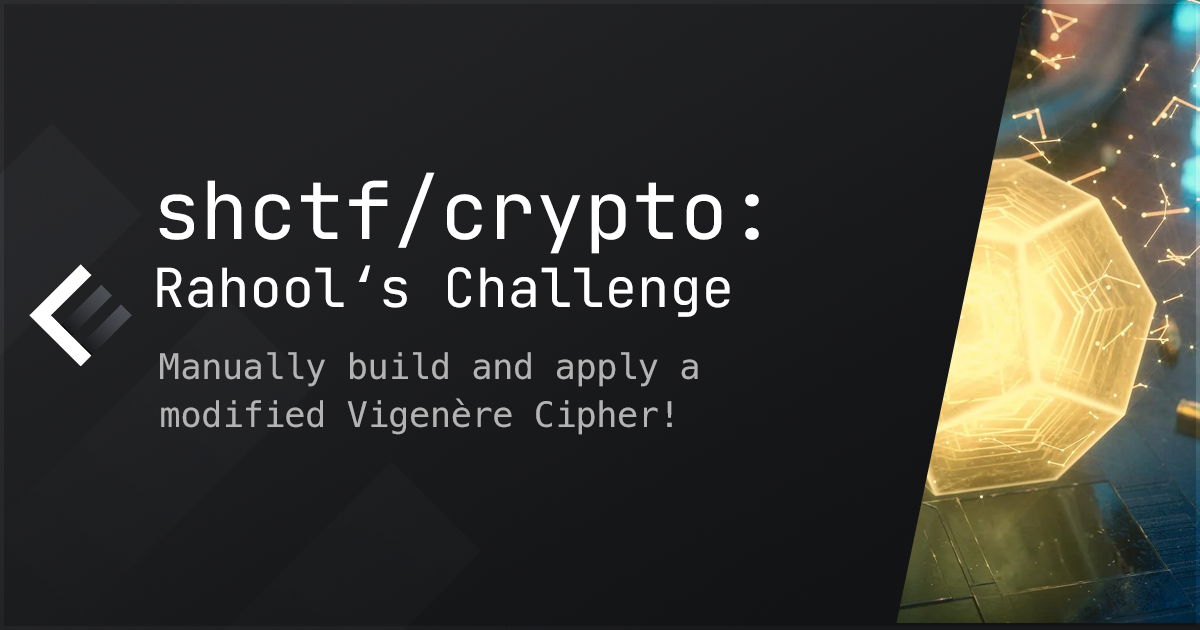 shctf/crypto:
Rahool‘s Challenge
Manually build and apply a
modified Vigenère Cipher!